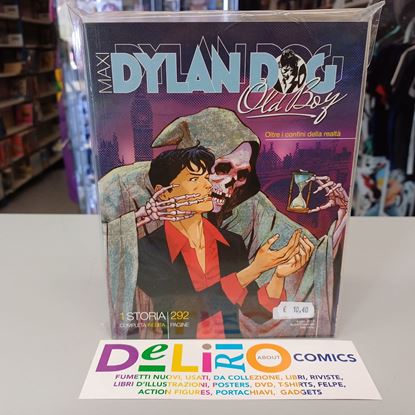 MAXI
DYLAN DOG
Old Boy
Oltre i confini della realtà
1 STORIA
COMPLETA INEDITA
292
PAGINE
€ 10,40
DeLiRiO ABOUT COMICS
FUMETTI NUOVI, USATI, DA COLLEZIONE, LIBRI, RIVISTE,
LIBRI D'ILLUSTRAZIONI, POSTERS, DVD, T-SHIRTS, FELPE,
ACTION FIGURES, PORTACHIAVI, GADGETS